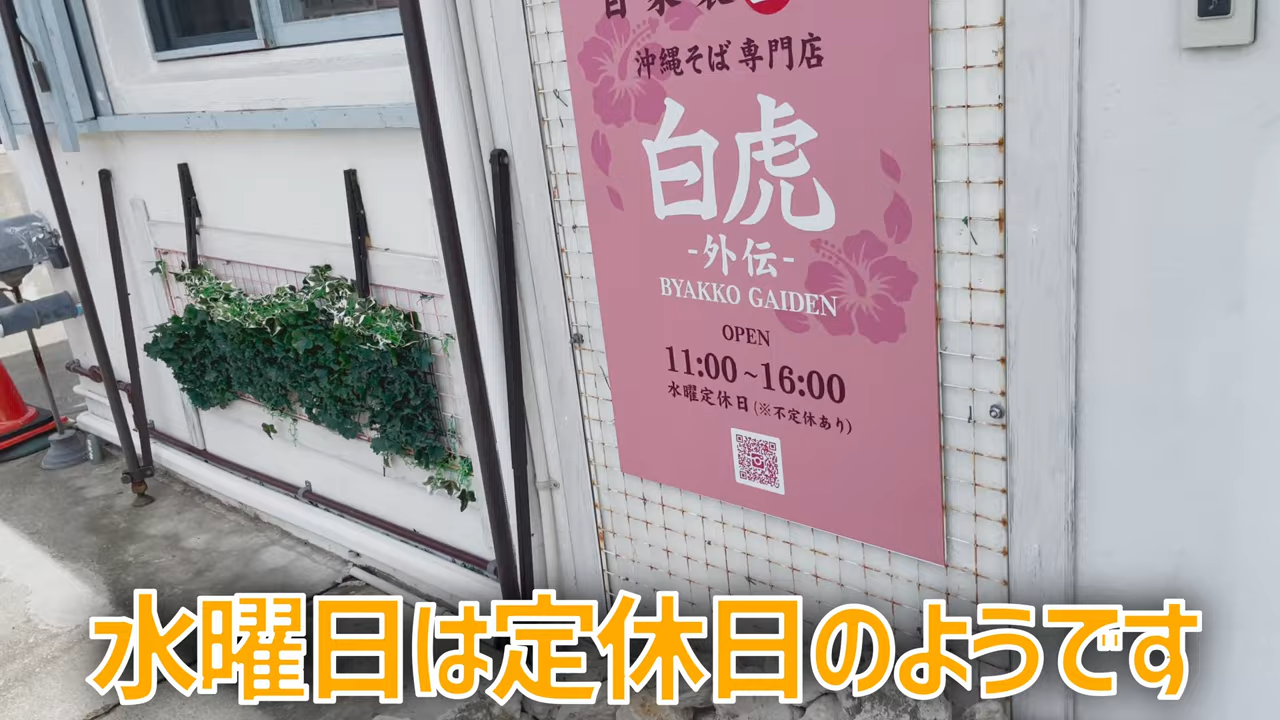 沖縄そば専門店
白虎
-外伝-
BYAKKO GAIDEN
OPEN
11:00～16:00
水曜定休日(※不定休あり)
水曜日は定休日のようです